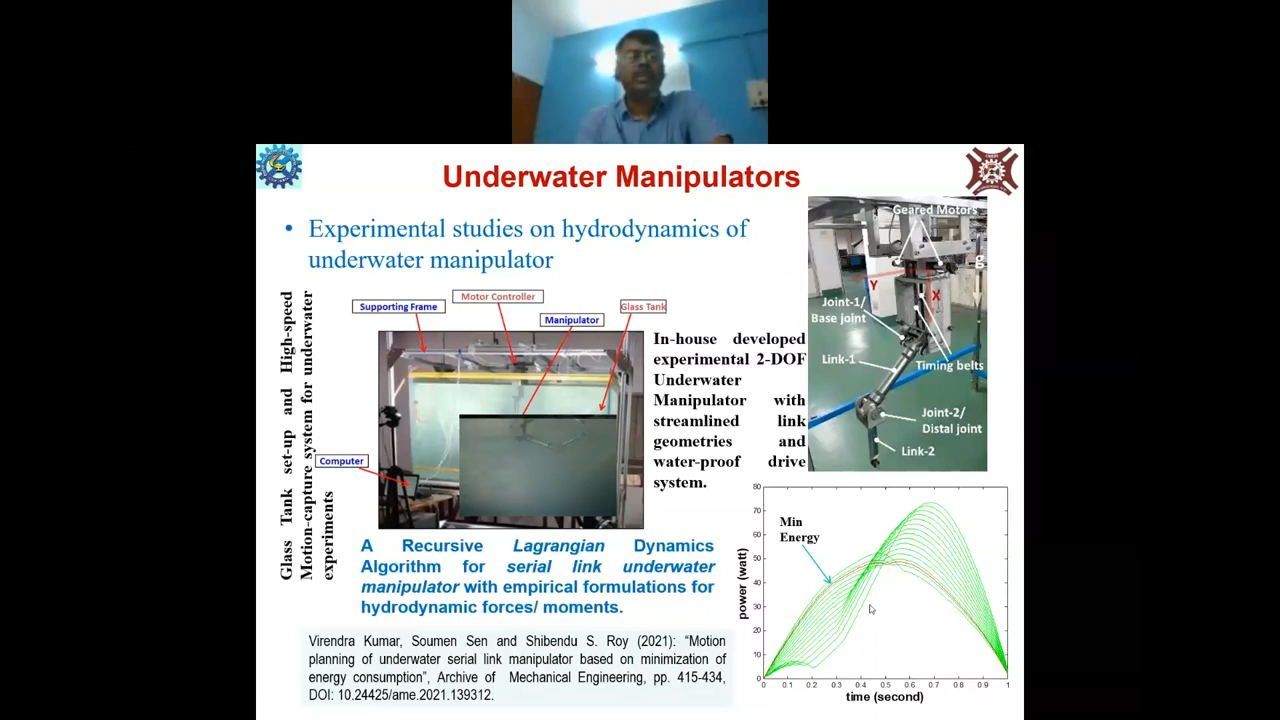 Underwater Manipulators
• Experimental studies on hydrodynamics of
underwater manipulator
Glass Tank set-up and High-speed
Motion-capture system for underwater
experiments
Supporting Frame
Motor Controller
Manipulator
Glass Tank
Computer
In-house developed
experimental 2-DOF
Underwater
Manipulator with
streamlined link
geometries and
water-proof drive
system.
Geared Motors
g
Y
X
Joint-1/
Base joint
Link-1
Timing belts
Joint-2/
Distal joint
Link-2
A Recursive Lagrangian Dynamics
Algorithm for serial link underwater
manipulator with empirical formulations for
hydrodynamic forces/ moments.
Virendra Kumar, Soumen Sen and Shibendu S. Roy (2021): “Motion
planning of underwater serial link manipulator based on minimization of
energy consumption”, Archive of Mechanical Engineering, pp. 415-434,
DOI: 10.24425/ame.2021.139312.
80
70
60
50
40
30
20
10
0
power (watt)
Min
Energy
0 0.1 0.2 0.3 0.4 0.5 0.6 0.7 0.8 0.9 1
time (second)